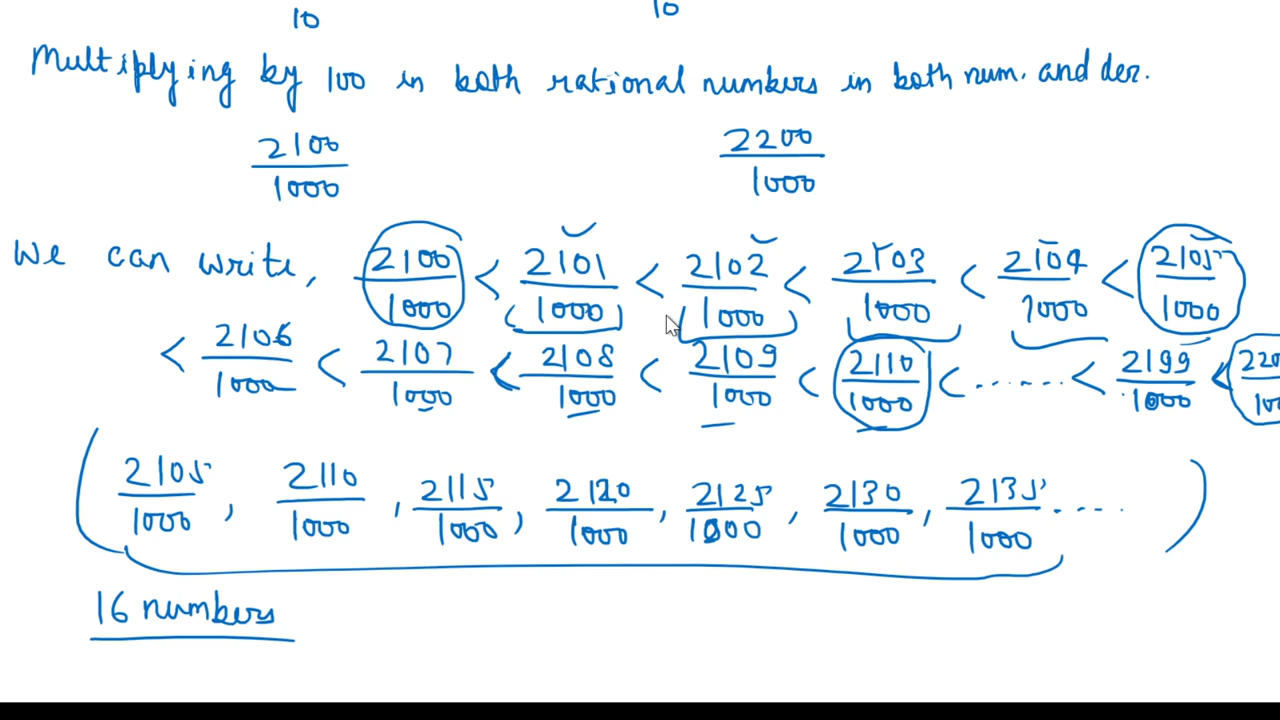 10 10
Multiplying by 100 in both rational numbers in both num. and den.
2100/1000 2200/1000
We can write, 2100/1000 < 2101/1000 < 2102/1000 < 2103/1000 < 2104/1000 < 2105/1000
< 2106/1000 < 2107/1000 < 2108/1000 < 2109/1000 < 2110/1000 < ....... < 2199/1000 <
( 2105/1000 , 2110/1000 , 2115/1000 , 2120/1000 , 2125/1000 , 2130/1000 , 2135/1000 ..... )
16 numbers